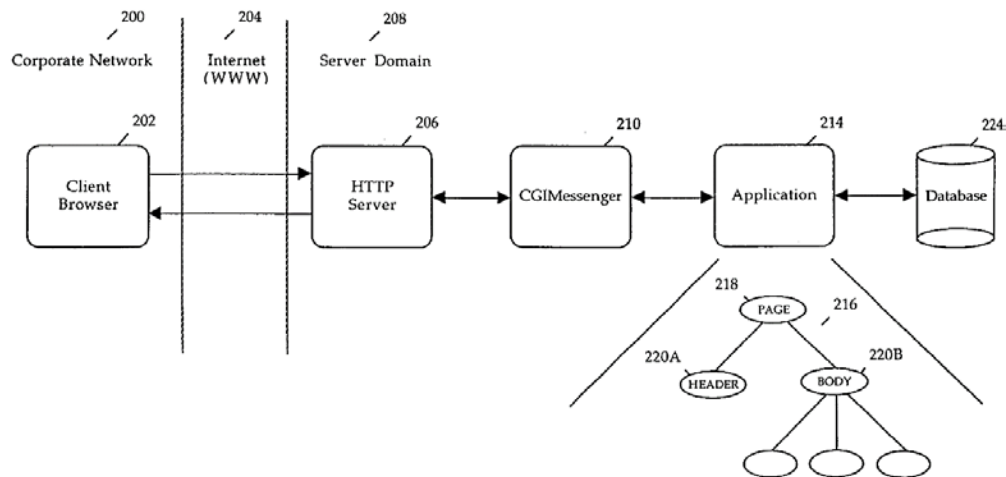 200 204 208
Corporate Network Internet Server Domain
(WWW)
202 206 210 214 224
Client
Browser
HTTP
Server
CGIMessenger
Application
Database
218
PAGE
216
220A
HEADER
220B
BODY